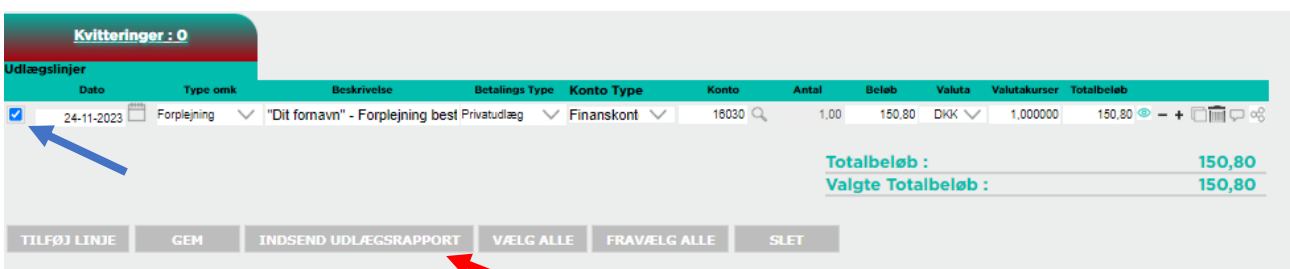 Kvitteringer : 0
Udlægslinjer
Dato Type omk Beskrivelse Betalings Type Konto Type Konto Antal Beløb Valuta Valutakurser Totalbeløb
24-11-2023 Forplejning "Dit fornavn" - Forplejning best Privatudlæg Finanskont 16030 1,00 150,80 DKK 1,000000 150,80
Totalbeløb : 150,80
Valgte Totalbeløb : 150,80
TILFØJ LINJE GEM INDSEND UDLÆGSRAPPORT VÆLG ALLE FRAVÆLG ALLE SLET